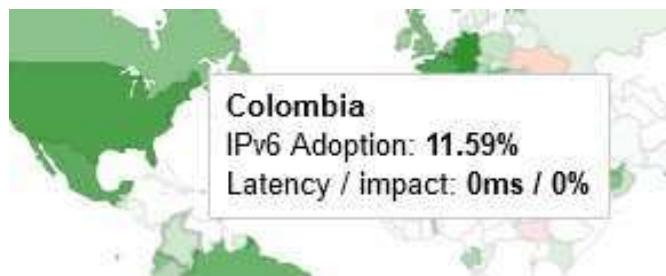 Colombia
IPv6 Adoption: 11.59%
Latency / impact: 0ms / 0%